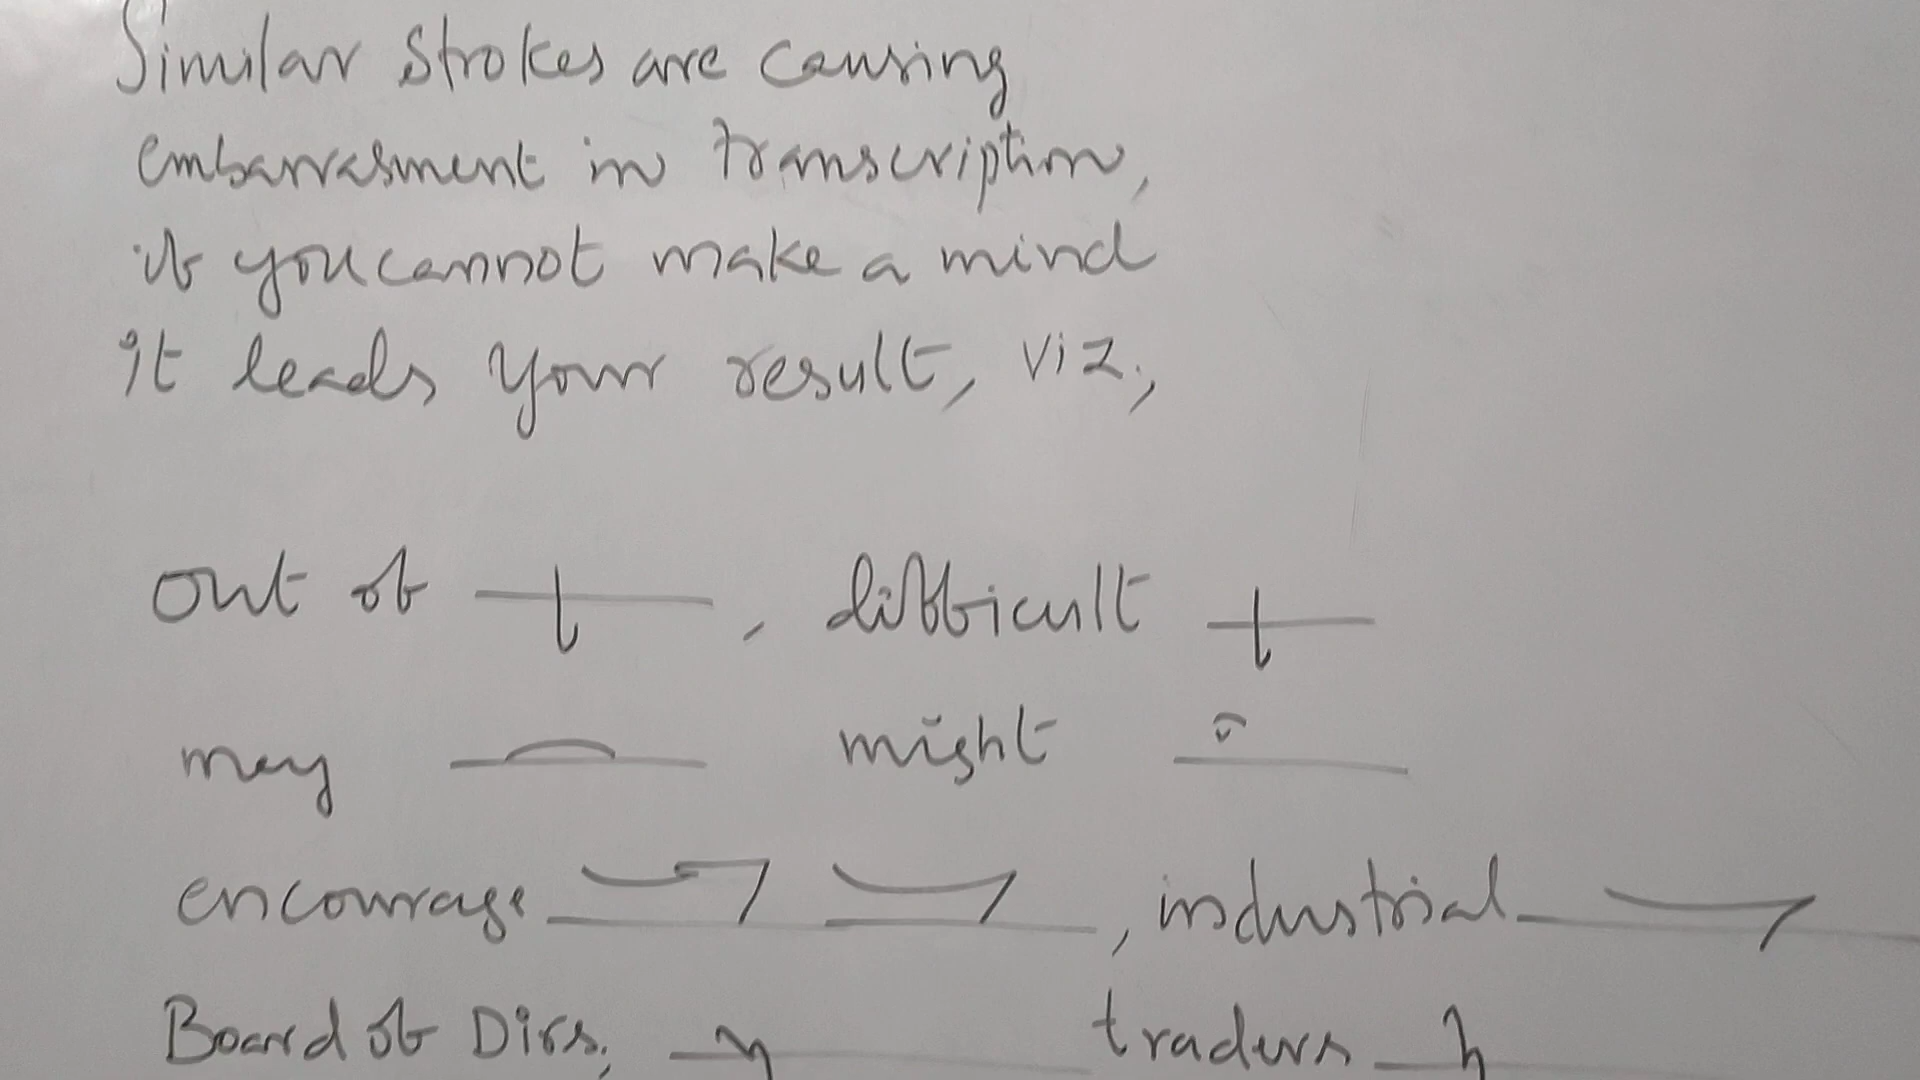 Similar strokes are causing
embarrasment in transcription,
if you cannot make a mind
it leads your result, viz.,
out of , difficult
may might
encourage , industrial
Board of Dirs, traders